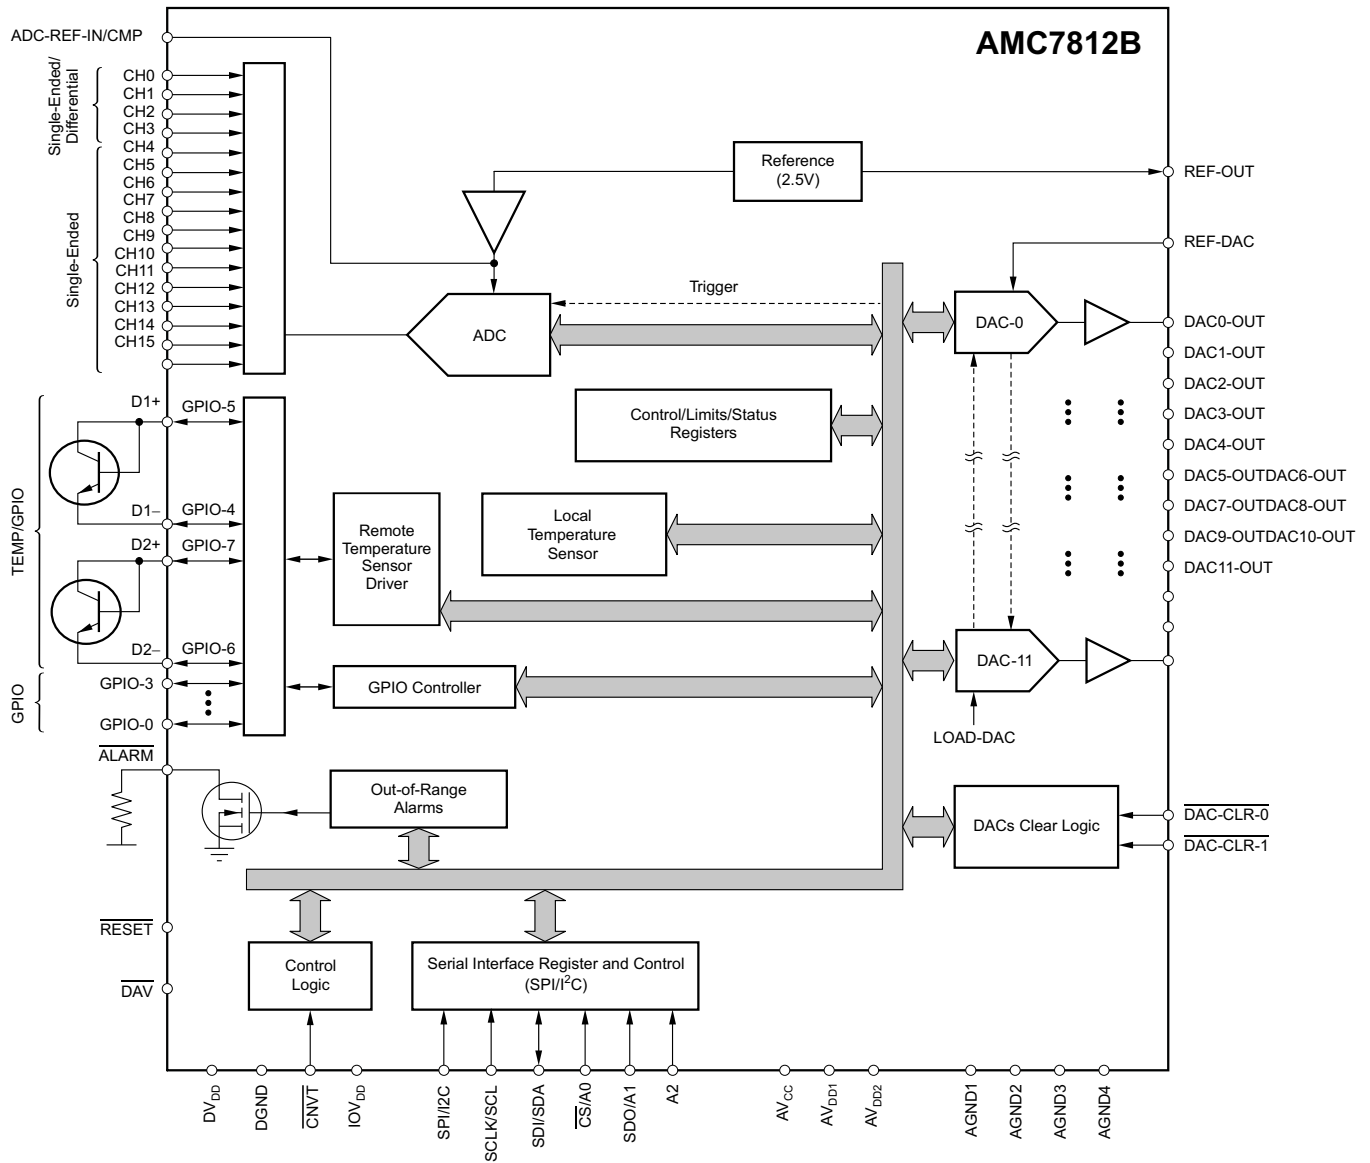 AMC7812B
ADC-REF-IN/CMP
Single-Ended/
Differential
CH0
CH1
CH2
CH3
Single-Ended
CH4
CH5
CH6
CH7
CH8
CH9
CH10
CH11
CH12
CH13
CH14
CH15
Reference
(2.5V)
REF-OUT
REF-DAC
Trigger
ADC
DAC-0
DAC0-OUT
DAC1-OUT
DAC2-OUT
DAC3-OUT
DAC4-OUT
DAC5-OUTDAC6-OUT
DAC7-OUTDAC8-OUT
DAC9-OUTDAC10-OUT
DAC11-OUT
Control/Limits/Status
Registers
TEMP/GPIO
D1+
GPIO-5
D1−
GPIO-4
D2+
GPIO-7
D2−
GPIO-6
GPIO
GPIO-3
GPIO-0
Remote
Temperature
Sensor
Driver
Local
Temperature
Sensor
GPIO Controller
DAC-11
LOAD-DAC
ALARM
Out-of-Range
Alarms
DACs Clear Logic
DAC-CLR-0
DAC-CLR-1
RESET
DAV
Control
Logic
Serial Interface Register and Control
(SPI/I²C)
DVDD
DGND
CNVT
IOVDD
SPI/I2C
SCLK/SCL
SDI/SDA
CS/A0
SDO/A1
A2
AVCC
AVDD1
AVDD2
AGND1
AGND2
AGND3
AGND4